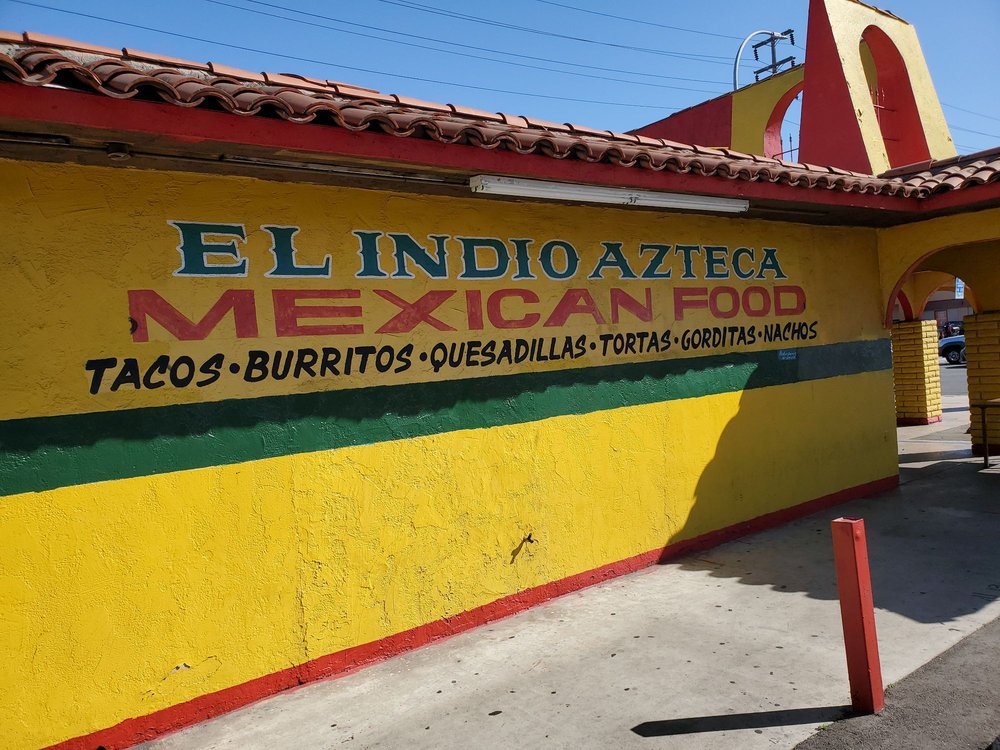 EL INDIO AZTECA
MEXICAN FOOD
TACOS•BURRITOS•QUESADILLAS•TORTAS•GORDITAS•NACHOS